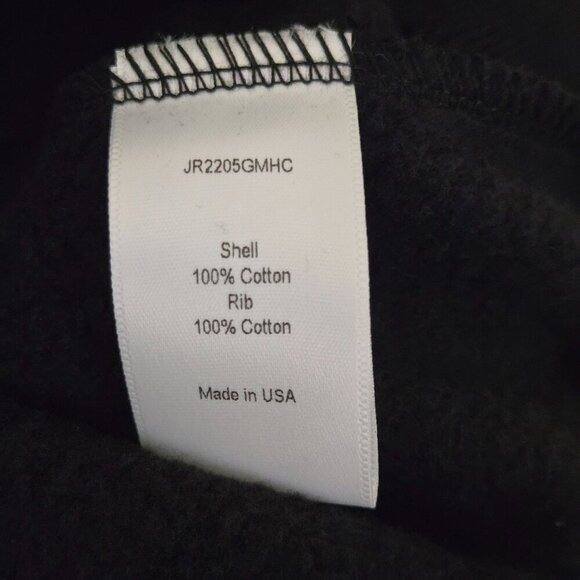 JR2205GMHC
Shell
100% Cotton
Rib
100% Cotton
Made in USA